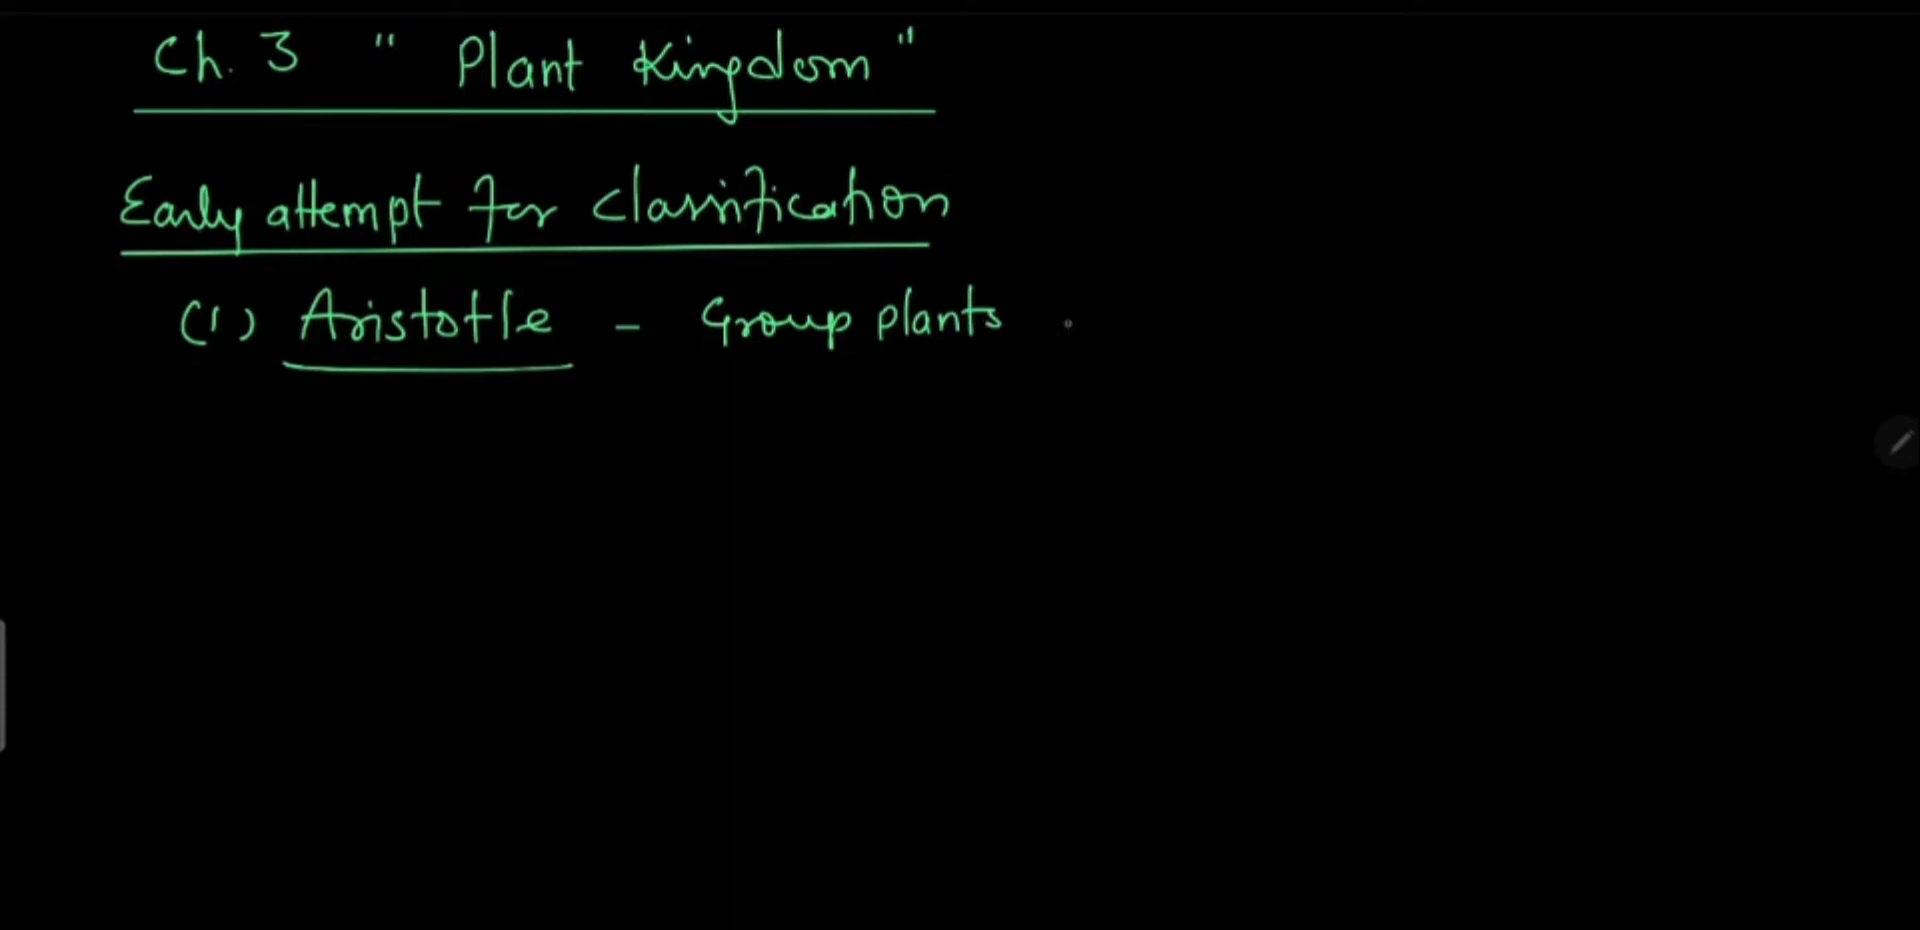 Ch. 3 " Plant Kingdom "
Early attempt for classification
(1) Aristotle - Group plants